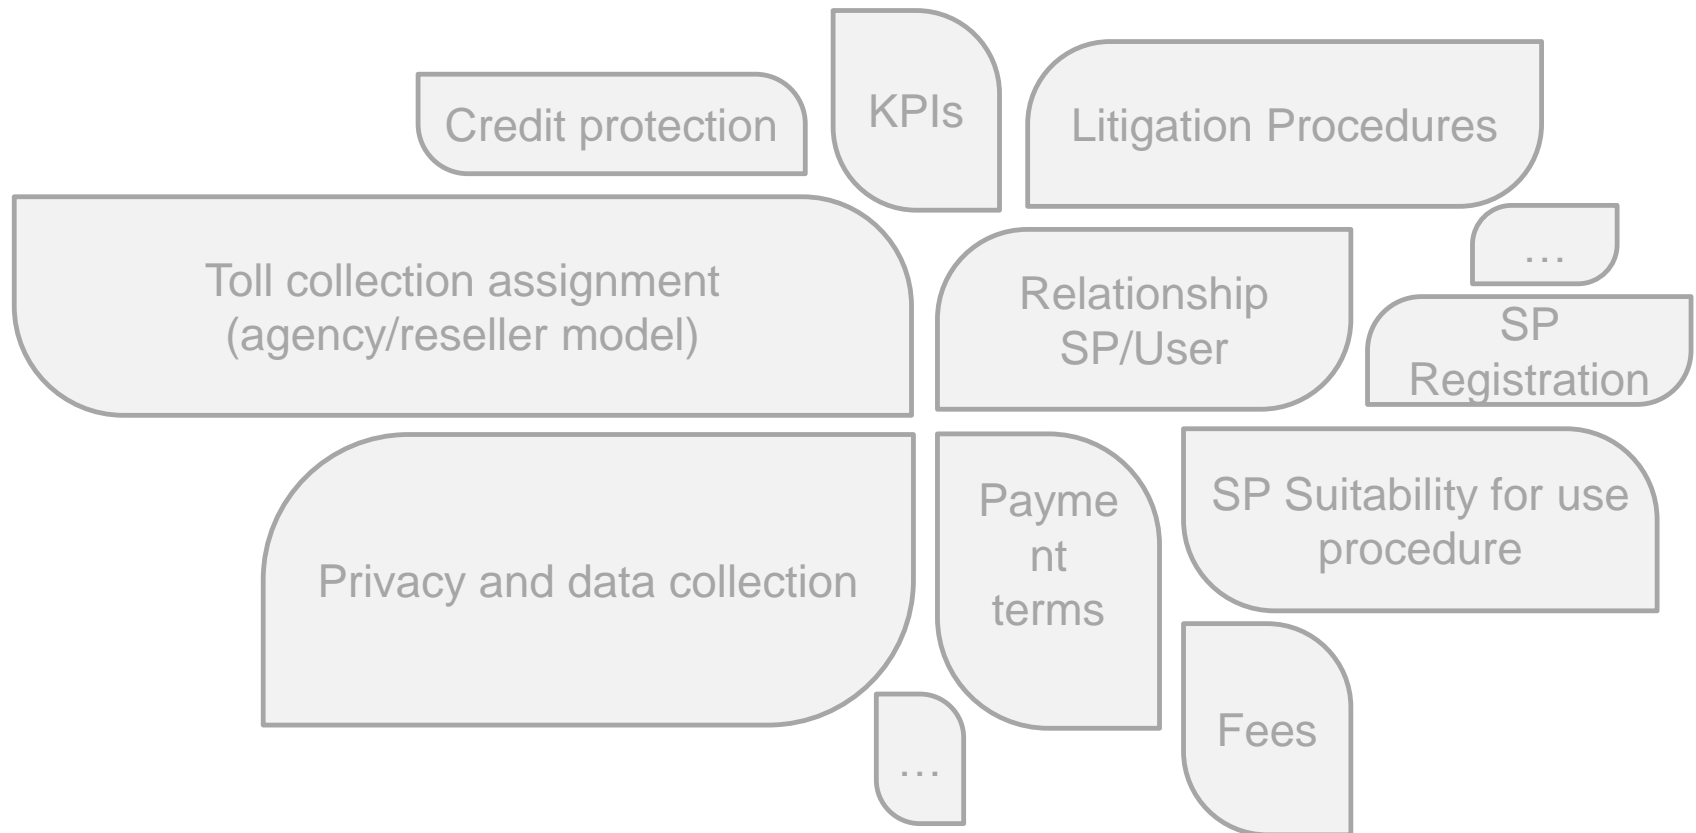 KPIs
Credit protection
Litigation Procedures
...
Toll collection assignment
(agency/reseller model)
Relationship
SP/User
SP
Registration
Privacy and data collection
Payme
nt
terms
SP Suitability for use
procedure
Fees
...